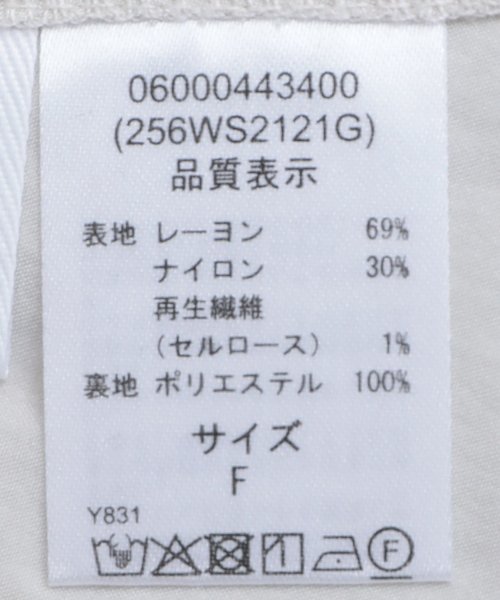 06000443400
(256WS2121G)
品質表示
表地 レーヨン 69%
ナイロン 30%
再生繊維
(セルロース) 1%
裏地 ポリエステル 100%
サイズ
F
Y831
F